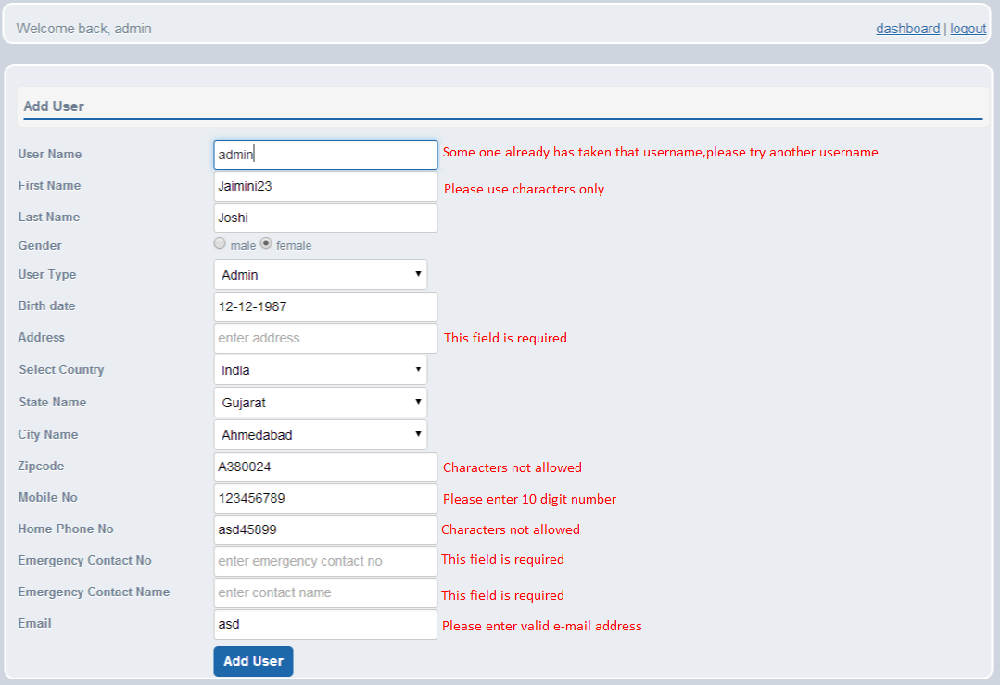 Welcome back, admin dashboard | logout
Add User
User Name admin Some one already has taken that username,please try another username
First Name Jaimini23 Please use characters only
Last Name Joshi
Gender male female
User Type Admin
Birth date 12-12-1987
Address enter address This field is required
Select Country India
State Name Gujarat
City Name Ahmedabad
Zipcode A380024 Characters not allowed
Mobile No 123456789 Please enter 10 digit number
Home Phone No asd45899 Characters not allowed
Emergency Contact No enter emergency contact no This field is required
Emergency Contact Name enter contact name This field is required
Email asd Please enter valid e-mail address
Add User